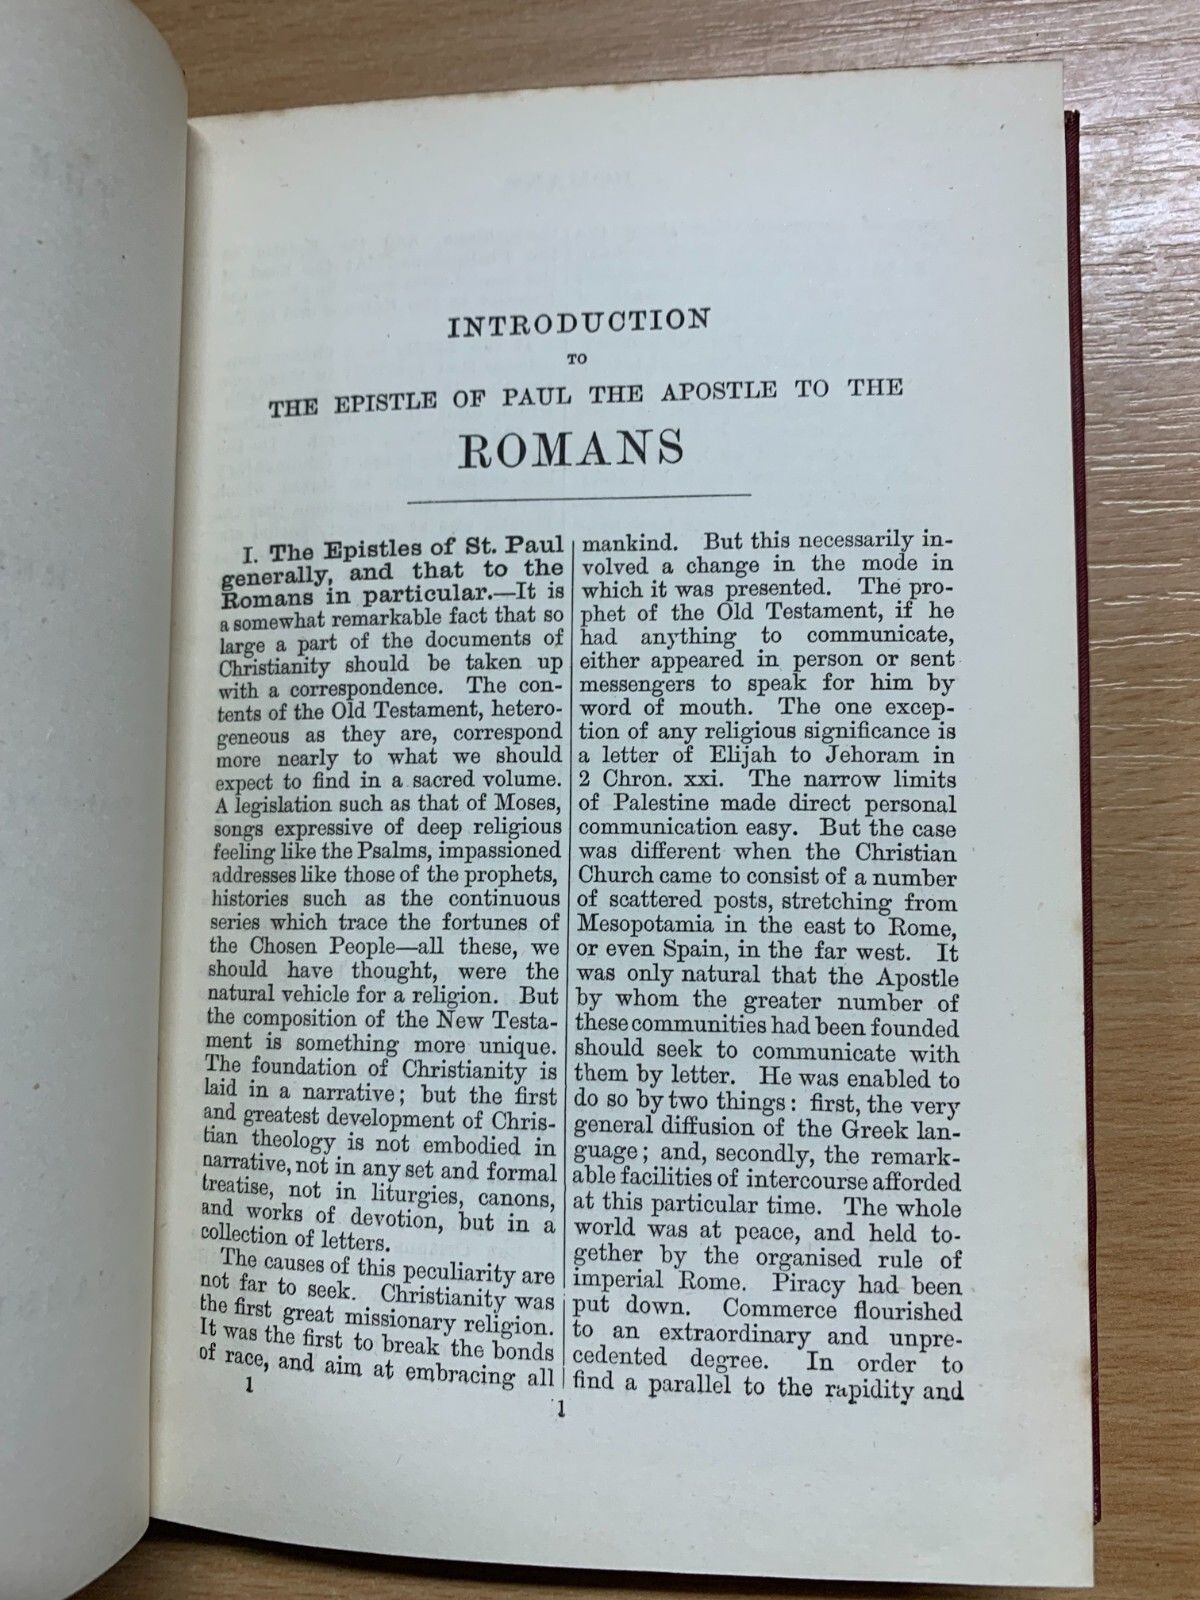 INTRODUCTION
TO
THE EPISTLE OF PAUL THE APOSTLE TO THE
ROMANS
I. The Epistles of St. Paul
generally, and that to the
Romans in particular.—It is
a somewhat remarkable fact that so
large a part of the documents of
Christianity should be taken up
with a correspondence. The con-
tents of the Old Testament, hetero-
geneous as they are, correspond
more nearly to what we should
expect to find in a sacred volume.
A legislation such as that of Moses,
songs expressive of deep religious
feeling like the Psalms, impassioned
addresses like those of the prophets,
histories such as the continuous
series which trace the fortunes of
the Chosen People—all these, we
should have thought, were the
natural vehicle for a religion. But
the composition of the New Testa-
ment is something more unique.
The foundation of Christianity is
laid in a narrative; but the first
and greatest development of Chris-
tian theology is not embodied in
narrative, not in any set and formal
treatise, not in liturgies, canons,
and works of devotion, but in a
collection of letters.
The causes of this peculiarity are
not far to seek. Christianity was
the first great missionary religion.
It was the first to break the bonds
of race, and aim at embracing all
1
mankind. But this necessarily in-
volved a change in the mode in
which it was presented. The pro-
phet of the Old Testament, if he
had anything to communicate,
either appeared in person or sent
messengers to speak for him by
word of mouth. The one excep-
tion of any religious significance is
a letter of Elijah to Jehoram in
2 Chron. xxi. The narrow limits
of Palestine made direct personal
communication easy. But the case
was different when the Christian
Church came to consist of a number
of scattered posts, stretching from
Mesopotamia in the east to Rome,
or even Spain, in the far west. It
was only natural that the Apostle
by whom the greater number of
these communities had been founded
should seek to communicate with
them by letter. He was enabled to
do so by two things: first, the very
general diffusion of the Greek lan-
guage; and, secondly, the remark-
able facilities of intercourse afforded
at this particular time. The whole
world was at peace, and held to-
gether by the organised rule of
imperial Rome. Piracy had been
put down. Commerce flourished
to an extraordinary and unpre-
cedented degree. In order to
find a parallel to the rapidity and
1